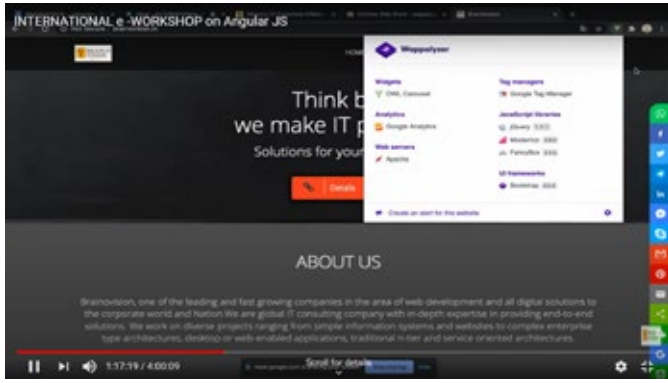 INTERNATIONAL e -WORKSHOP on Angular JS
HOME
Wappalyzer
Widgets
OWL Carousel
Analytics
Google Analytics
Web servers
Apache
Tag managers
Google Tag Manager
JavaScript libraries
jQuery
Modernizr
FancyBox
UI frameworks
Bootstrap
Create an alert for this website
Think b
we make IT p
Solutions for your
Details
ABOUT US
Brainovision, one of the leading and fast growing companies in the area of web development and all digital solutions to
the corporate world and Nation We are global IT consulting company with in-depth expertise in providing end-to-end
solutions. We work on diverse projects ranging from simple information systems and websites to complex enterprise
type architectures, desktop or web enabled applications, traditional n-tier and service oriented architectures.
1:17:19 / 4:00:09
Scroll for details